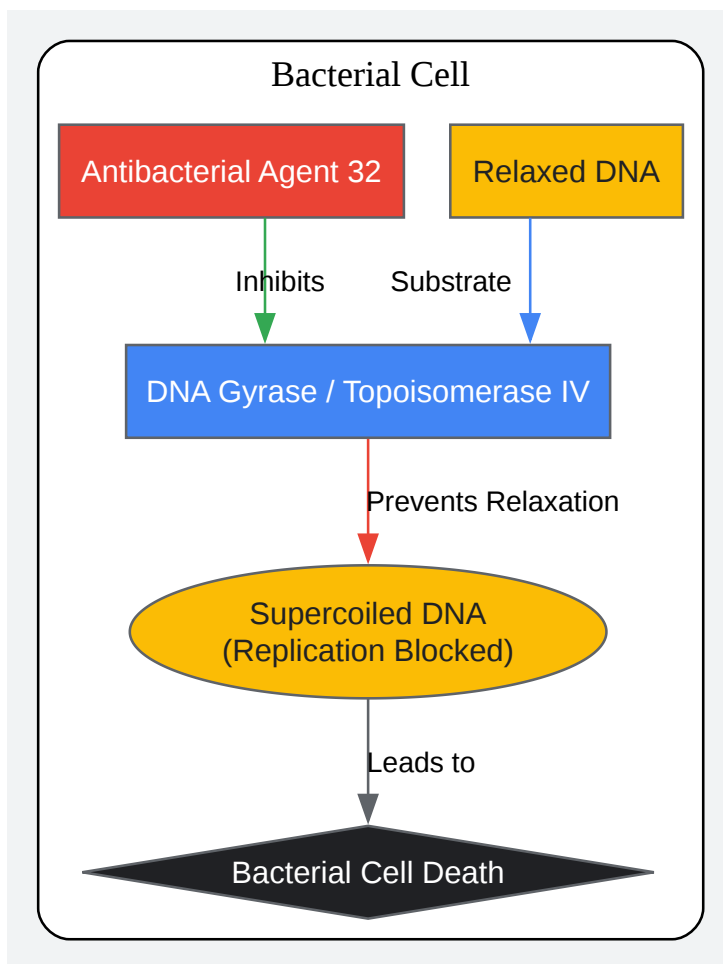 Bacterial Cell
Antibacterial Agent 32
Relaxed DNA
Inhibits
Substrate
DNA Gyrase / Topoisomerase IV
Prevents Relaxation
Supercoiled DNA
(Replication Blocked)
Leads to
Bacterial Cell Death